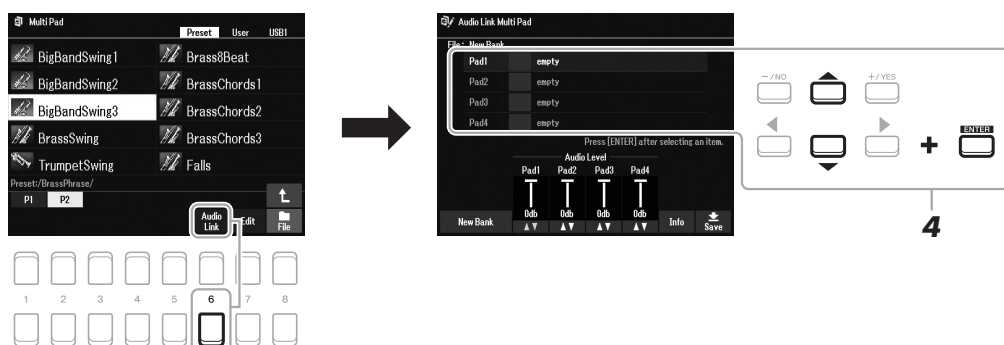 Multi Pad
Preset User USB1
BigBandSwing1 Brass8Beat
BigBandSwing2 BrassChords1
BigBandSwing3 BrassChords2
BrassSwing BrassChords3
TrumpetSwing Falls
Preset:/BrassPhrase/
P1 P2
Audio Link Edit File
1 2 3 4 5 6 7 8
Audio Link Multi Pad
File: New Bank
Pad1 empty
Pad2 empty
Pad3 empty
Pad4 empty
Press [ENTER] after selecting an item.
Audio Level
Pad1 Pad2 Pad3 Pad4
0db 0db 0db 0db
New Bank Info Save
−/NO +/YES
+ ENTER
4